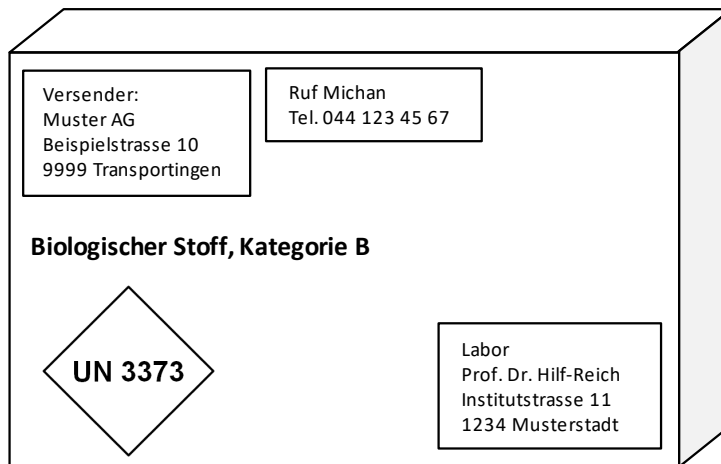 Versender:
Muster AG
Beispielstrasse 10
9999 Transportingen
Ruf Michan
Tel. 044 123 45 67
Biologischer Stoff, Kategorie B
UN 3373
Labor
Prof. Dr. Hilf-Reich
Institutstrasse 11
1234 Musterstadt